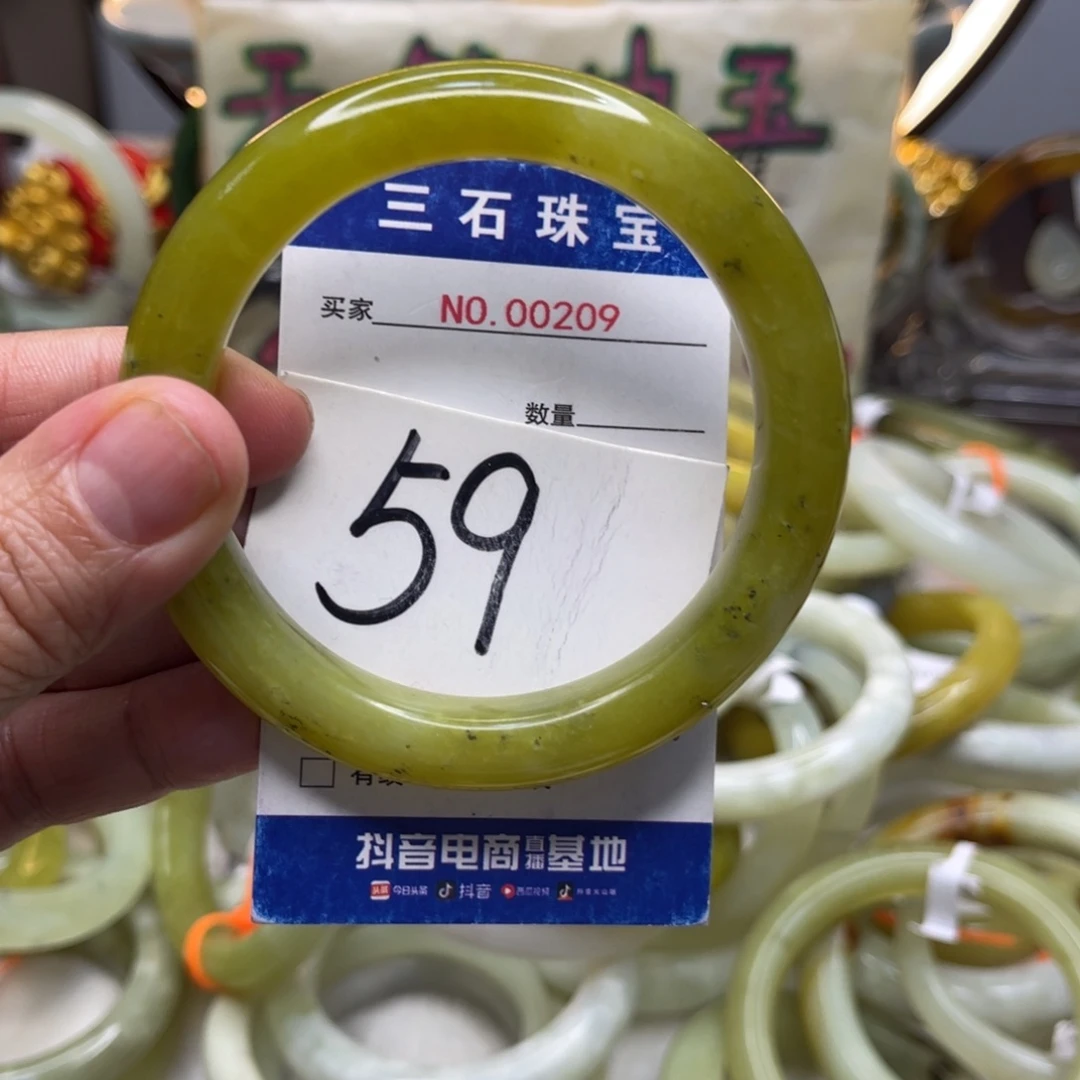 玉
三石珠宝
买家 NO.00209
数量
59
抖音电商直播基地
今日头条 抖音 西瓜视频